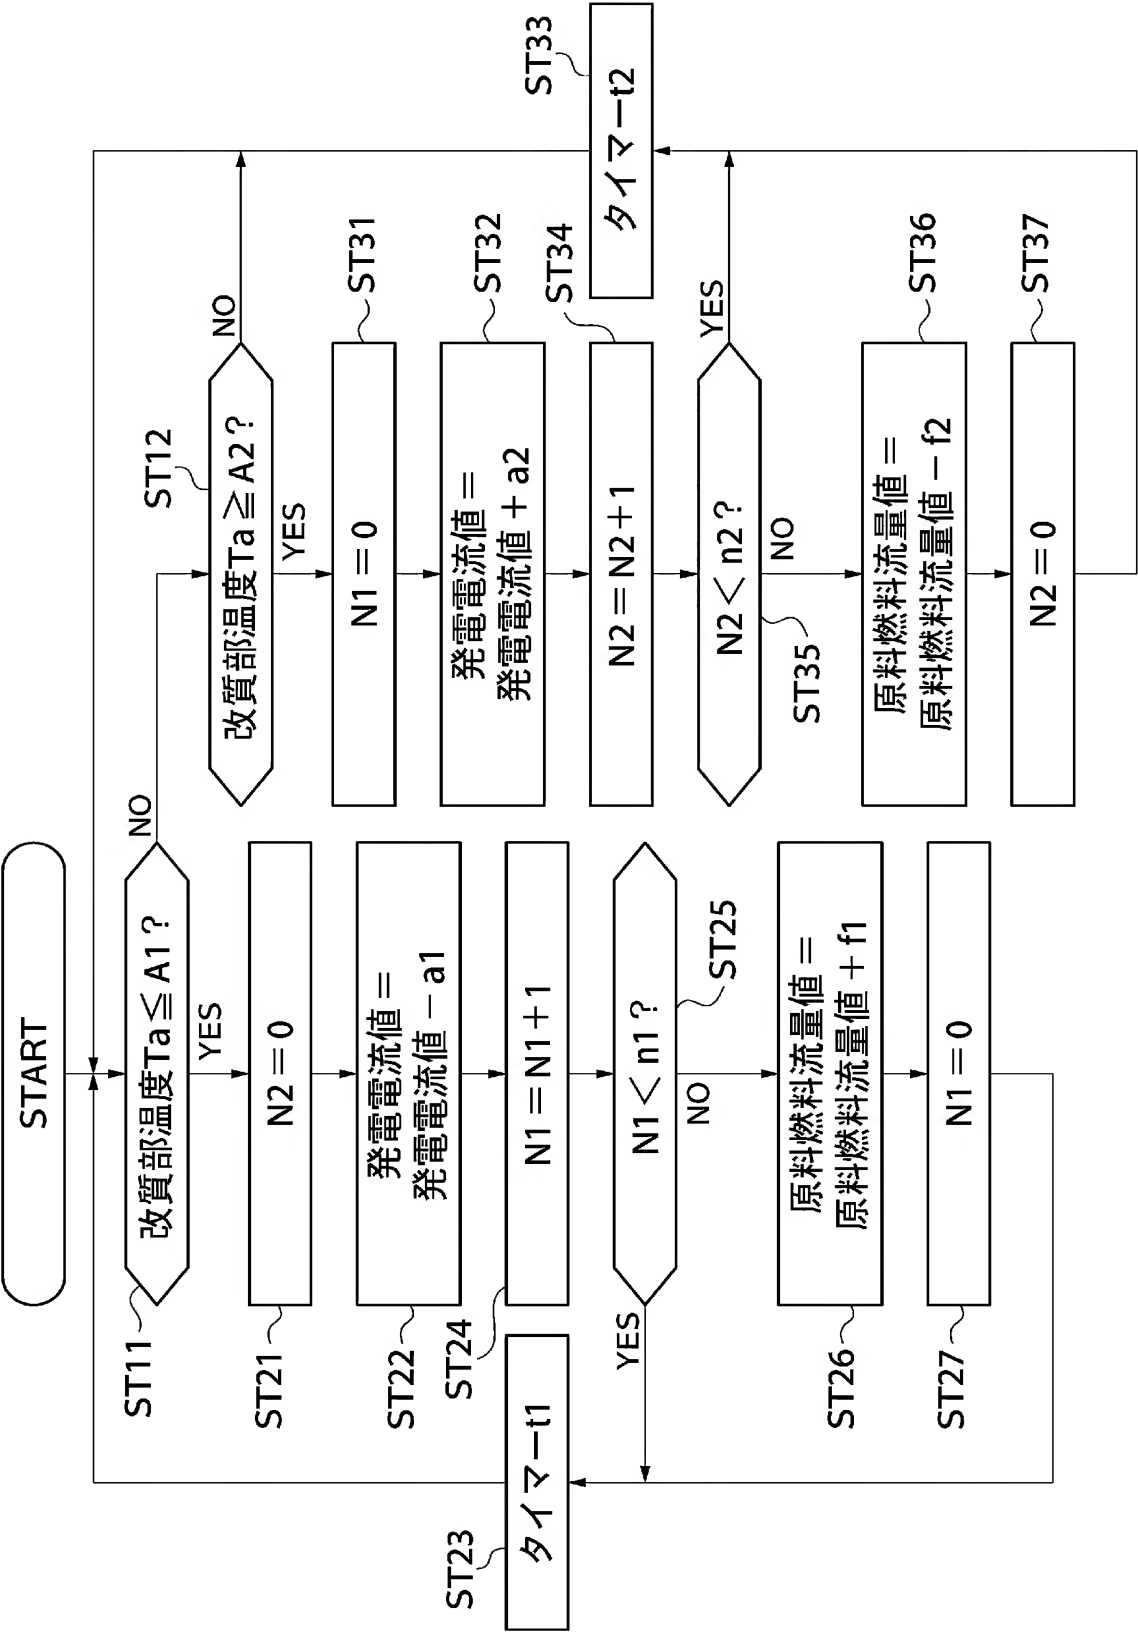 START
ST11
改質部温度Ta≦A1？
YES
NO
ST21
N2＝0
ST22
発電電流値＝
発電電流値－a1
ST23
タイマーt1
ST24
N1＝N1＋1
YES
N1＜n1？
ST25
NO
ST26
原料燃料流量値＝
原料燃料流量値＋f1
ST27
N1＝0
ST12
改質部温度Ta≧A2？
NO
YES
N1＝0
ST31
発電電流値＝
発電電流値＋a2
ST32
N2＝N2＋1
ST34
タイマーt2
ST33
N2＜n2？
YES
ST35
NO
原料燃料流量値＝
原料燃料流量値－f2
ST36
N2＝0
ST37